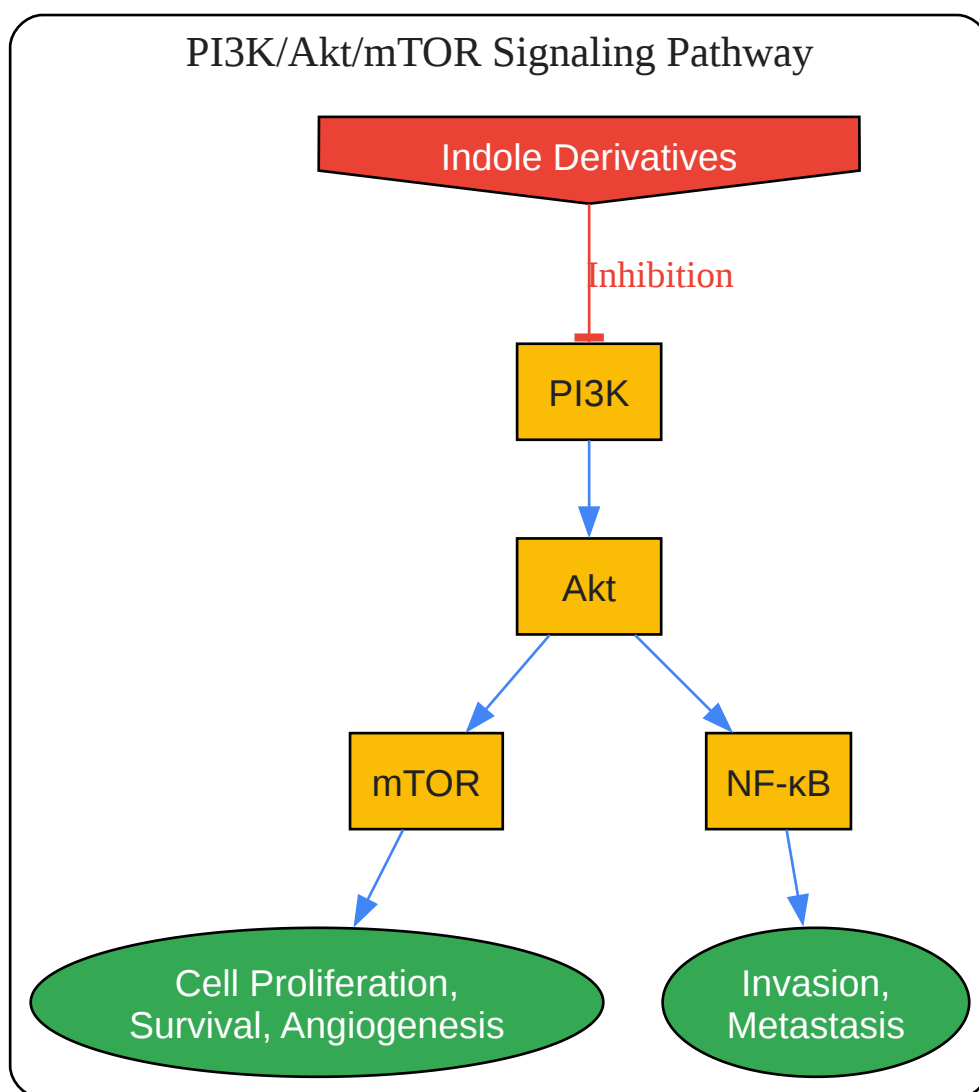 PI3K/Akt/mTOR Signaling Pathway
Indole Derivatives
Inhibition
PI3K
Akt
mTOR
NF-κB
Cell Proliferation,
Survival, Angiogenesis
Invasion,
Metastasis